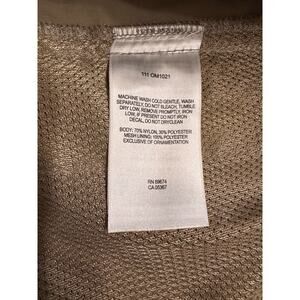 111 OM1021
MACHINE WASH COLD GENTLE, WASH
SEPARATELY, DO NOT BLEACH, TUMBLE
DRY LOW, REMOVE PROMPTLY, IRON
LOW, IF PRESENT DO NOT IRON
DECAL, DO NOT DRYCLEAN
BODY: 70% NYLON, 30% POLYESTER
MESH LINING: 100% POLYESTER
EXCLUSIVE OF ORNAMENTATION
RN 69674
CA 05367